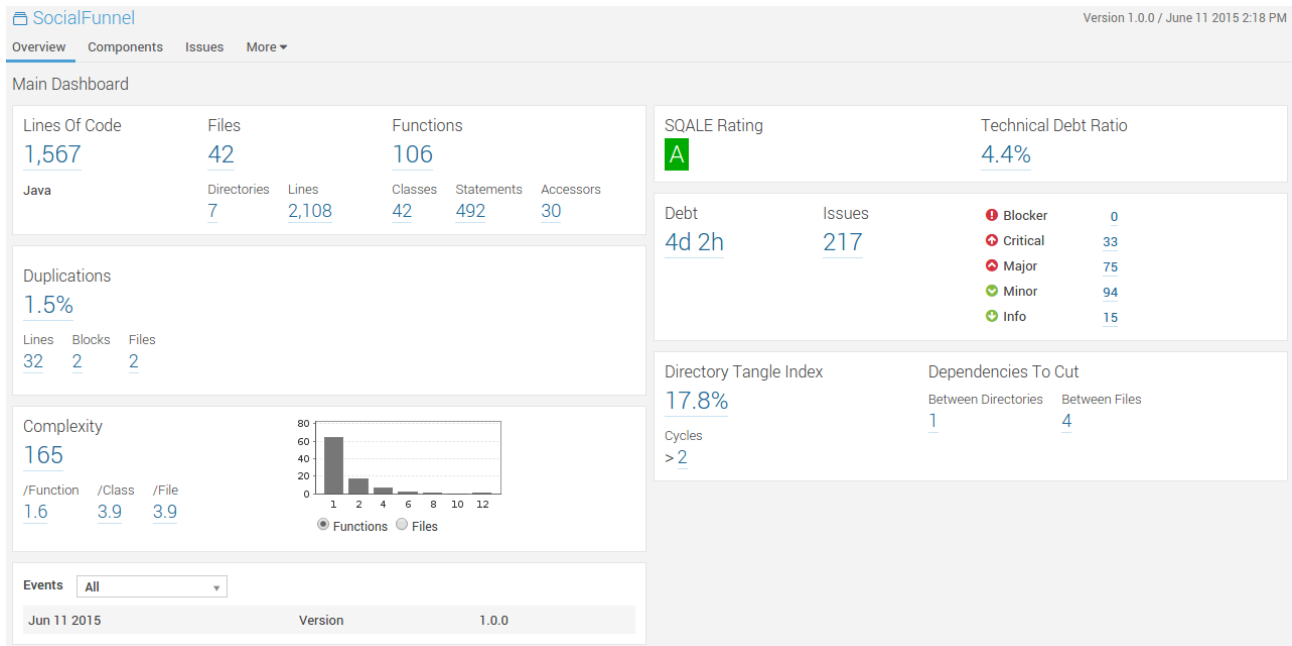 SocialFunnel
Version 1.0.0 / June 11 2015 2:18 PM
Overview Components Issues More
Main Dashboard
Lines Of Code Files Functions
1,567 42 106
Java Directories Lines Classes Statements Accessors
7 2,108 42 492 30
Duplications
1.5%
Lines Blocks Files
32 2 2
Complexity
165
/Function /Class /File
1.6 3.9 3.9
80
60
40
20
0
1 2 4 6 8 10 12
Functions Files
Events All
Jun 11 2015 Version 1.0.0
SQALE Rating Technical Debt Ratio
A 4.4%
Debt Issues
4d 2h 217
Blocker 0
Critical 33
Major 75
Minor 94
Info 15
Directory Tangle Index Dependencies To Cut
17.8% Between Directories Between Files
1 4
Cycles
> 2